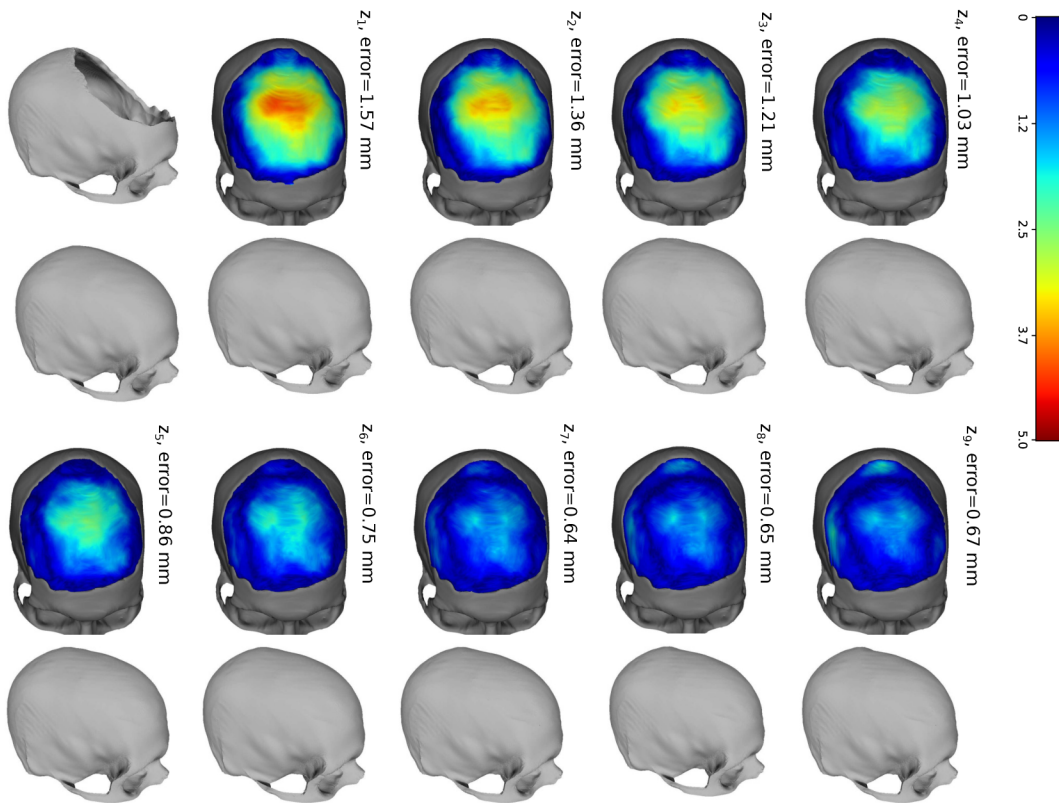 z₁, error=1.57 mm
z₂, error=1.36 mm
z₃, error=1.21 mm
z₄, error=1.03 mm
0
1.2
2.5
3.7
5.0
z₅, error=0.86 mm
z₆, error=0.75 mm
z₇, error=0.64 mm
z₈, error=0.65 mm
z₉, error=0.67 mm